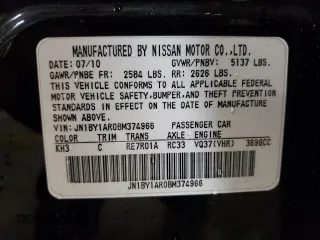 MANUFACTURED BY NISSAN MOTOR CO.,LTD.
DATE: 07/10 GVWR/PNBV: 5137 LBS.
GAWR/PNBE FR: 2584 LBS. RR: 2626 LBS.
THIS VEHICLE CONFORMS TO ALL APPLICABLE FEDERAL
MOTOR VEHICLE SAFETY, BUMPER, AND THEFT PREVENTION
STANDARDS IN EFFECT ON THE DATE OF MANUFACTURE
SHOWN ABOVE.
VIN: JN1BY1AR0BM374966 PASSENGER CAR
COLOR TRIM TRANS AXLE ENGINE
KH3 C RE7R01A RC33 VQ37(VHR) 3696CC
JN1BY1AR0BM374966